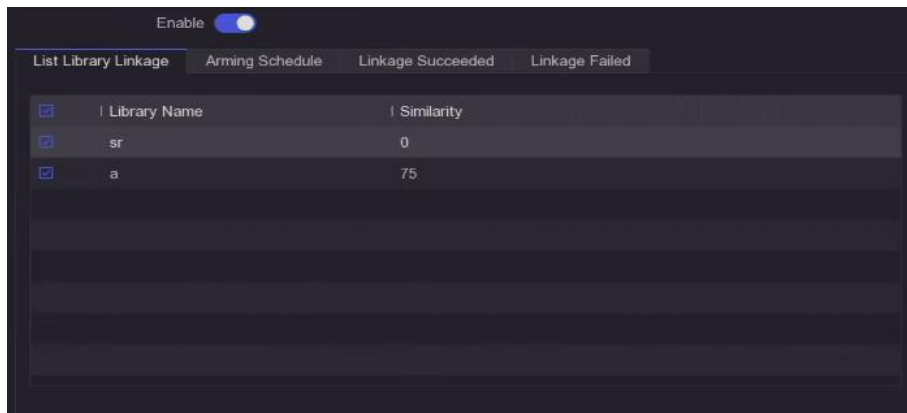 Enable
List Library Linkage Arming Schedule Linkage Succeeded Linkage Failed
Library Name Similarity
sr 0
a 75